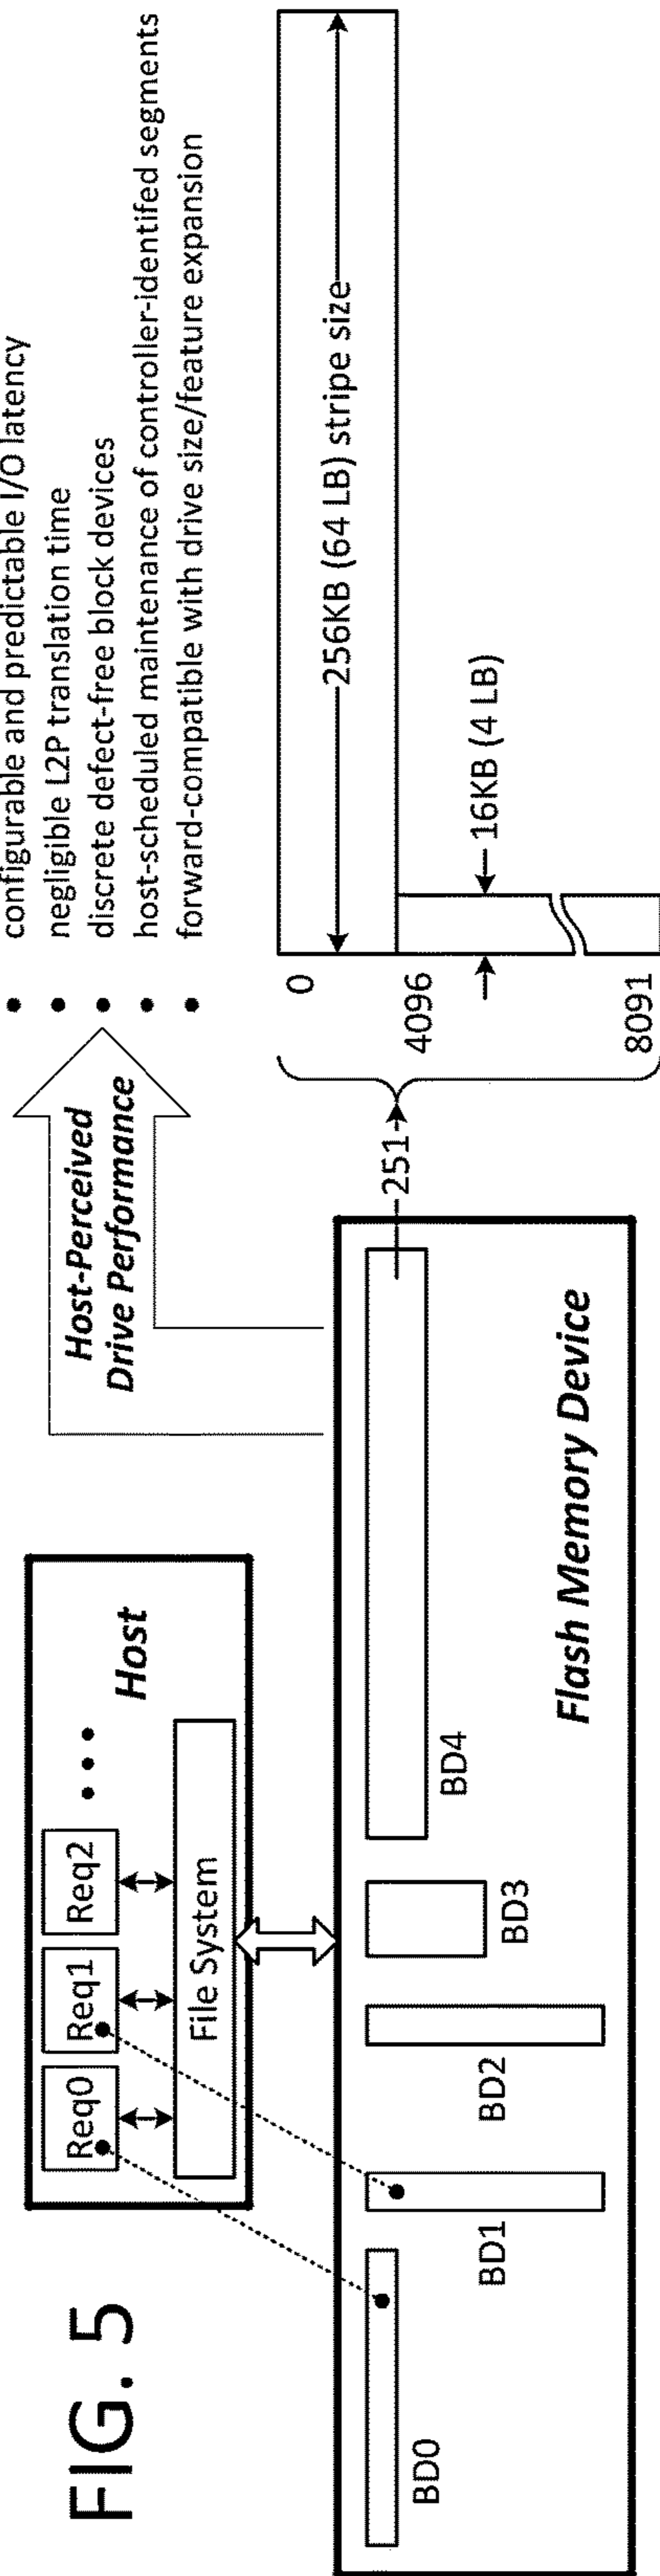 FIG. 5
Req0
Req1
Req2
Host
File System
BD0
BD1
BD2
BD3
BD4
Flash Memory Device
Host-Perceived
Drive Performance
• configurable and predictable I/O latency
• negligible L2P translation time
• discrete defect-free block devices
• host-scheduled maintenance of controller-identifed segments
• forward-compatible with drive size/feature expansion
251
0
4096
8091
256KB (64 LB) stripe size
16KB (4 LB)